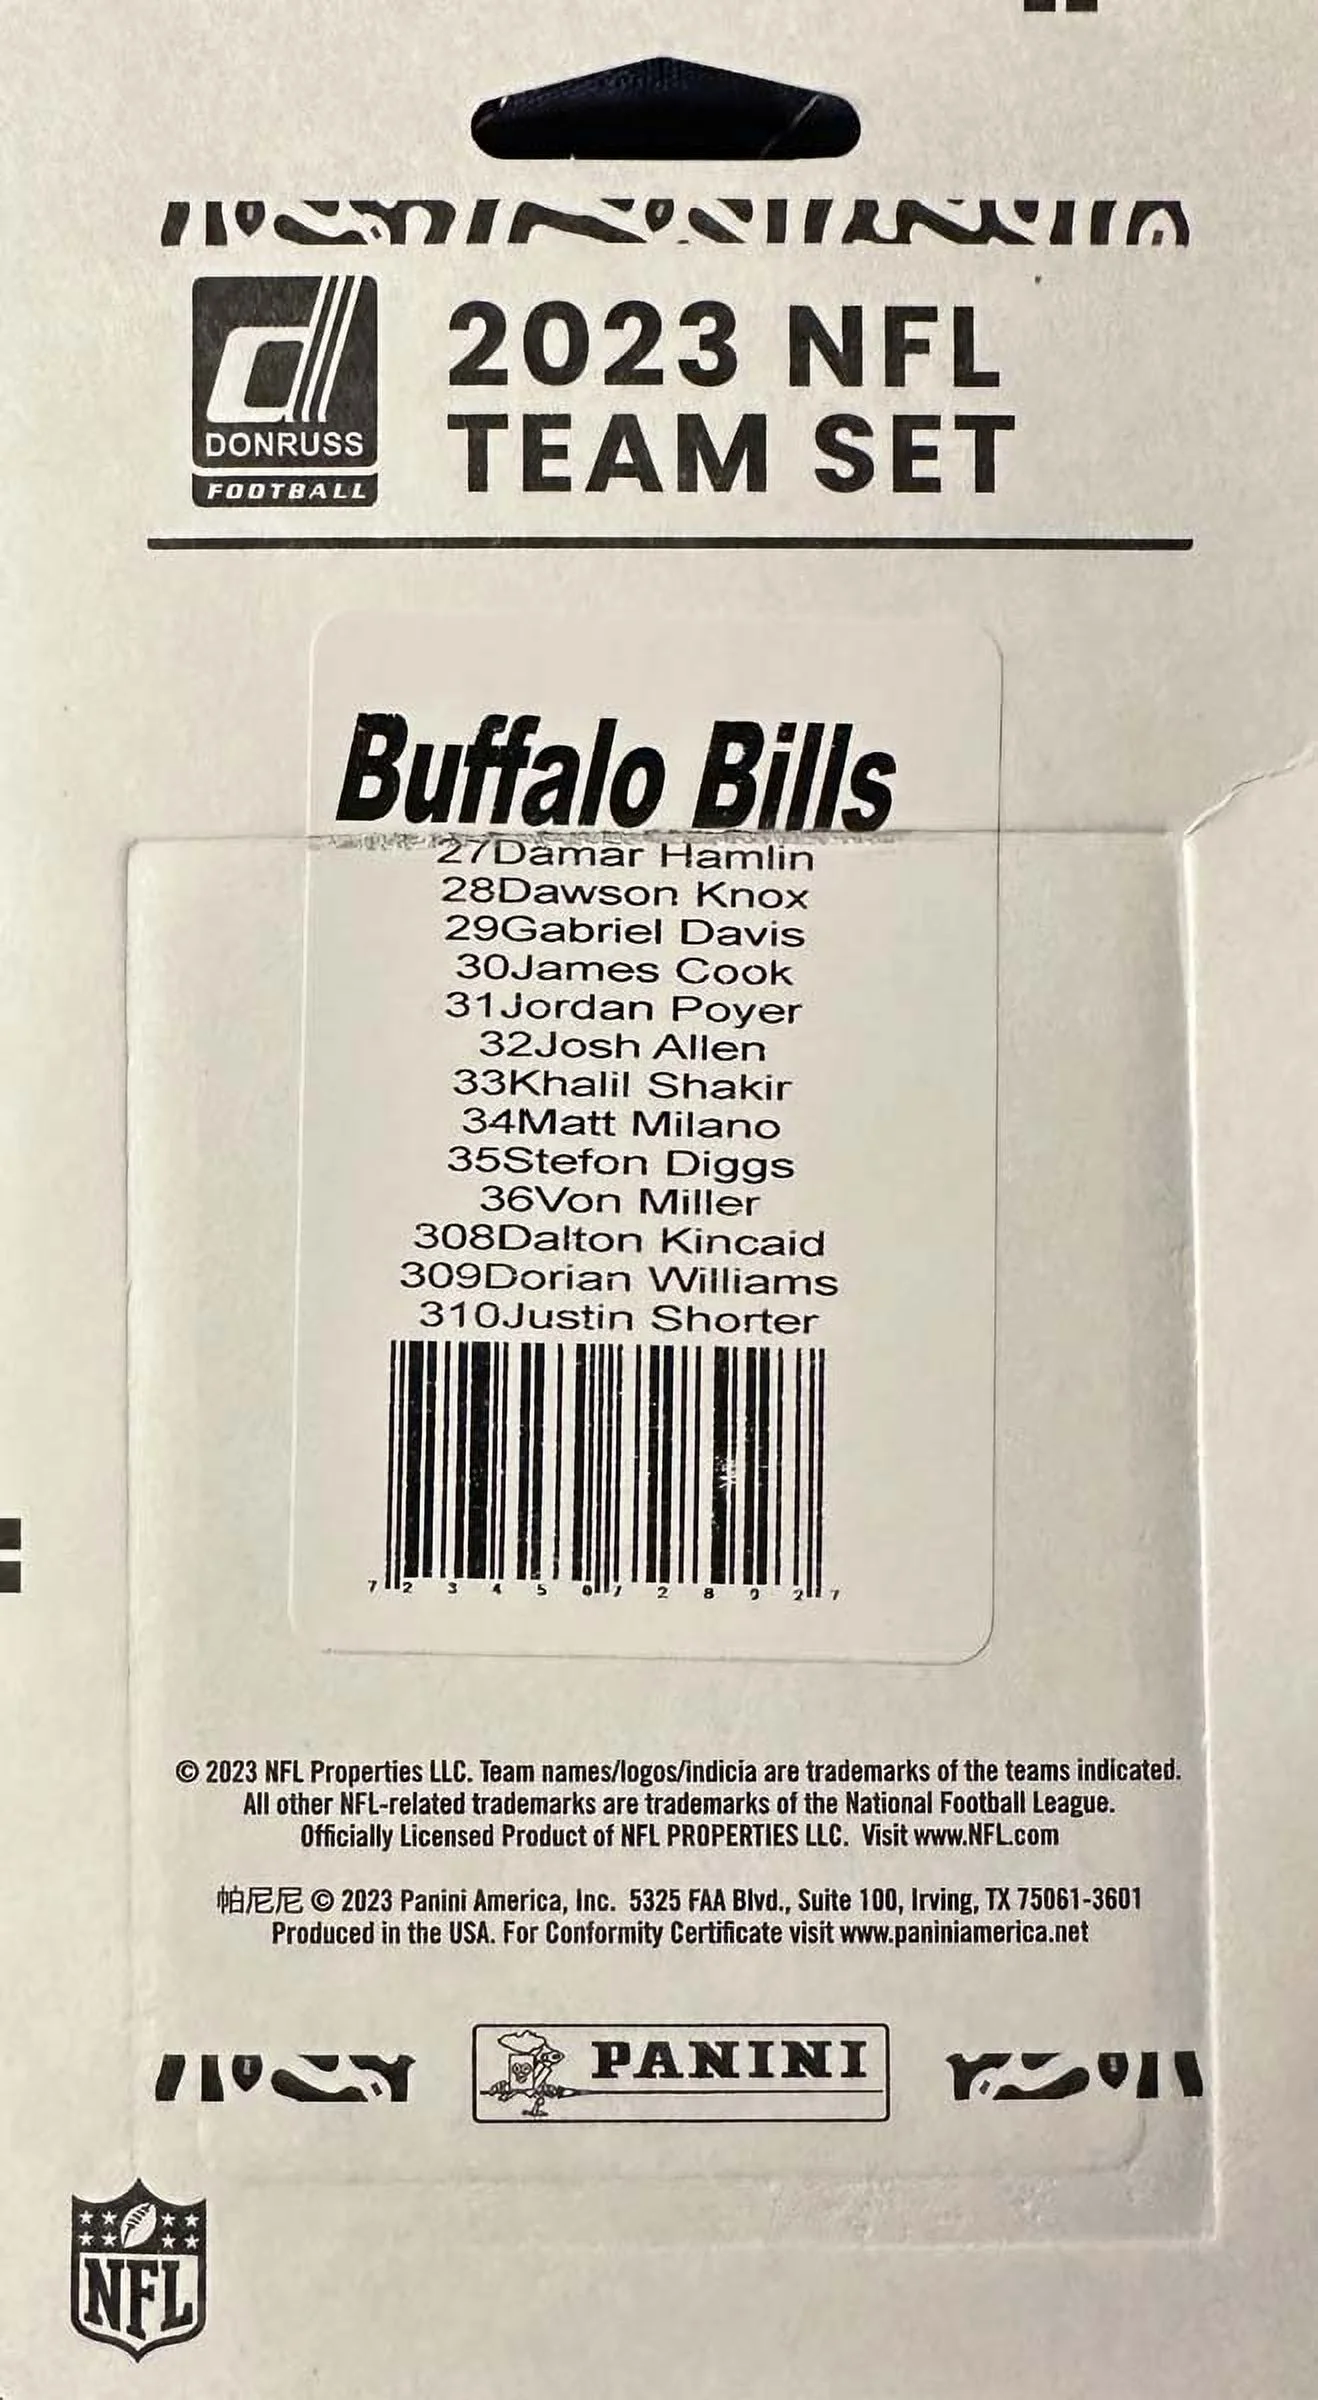 DONRUSS
FOOTBALL
2023 NFL
TEAM SET
Buffalo Bills
27Damar Hamlin
28Dawson Knox
29Gabriel Davis
30James Cook
31Jordan Poyer
32Josh Allen
33Khalil Shakir
34Matt Milano
35Stefon Diggs
36Von Miller
308Dalton Kincaid
309Dorian Williams
310Justin Shorter
© 2023 NFL Properties LLC. Team names/logos/indicia are trademarks of the teams indicated.
All other NFL-related trademarks are trademarks of the National Football League.
Officially Licensed Product of NFL PROPERTIES LLC. Visit www.NFL.com
帕尼尼 © 2023 Panini America, Inc. 5325 FAA Blvd., Suite 100, Irving, TX 75061-3601
Produced in the USA. For Conformity Certificate visit www.paniniamerica.net
PANINI
NFL